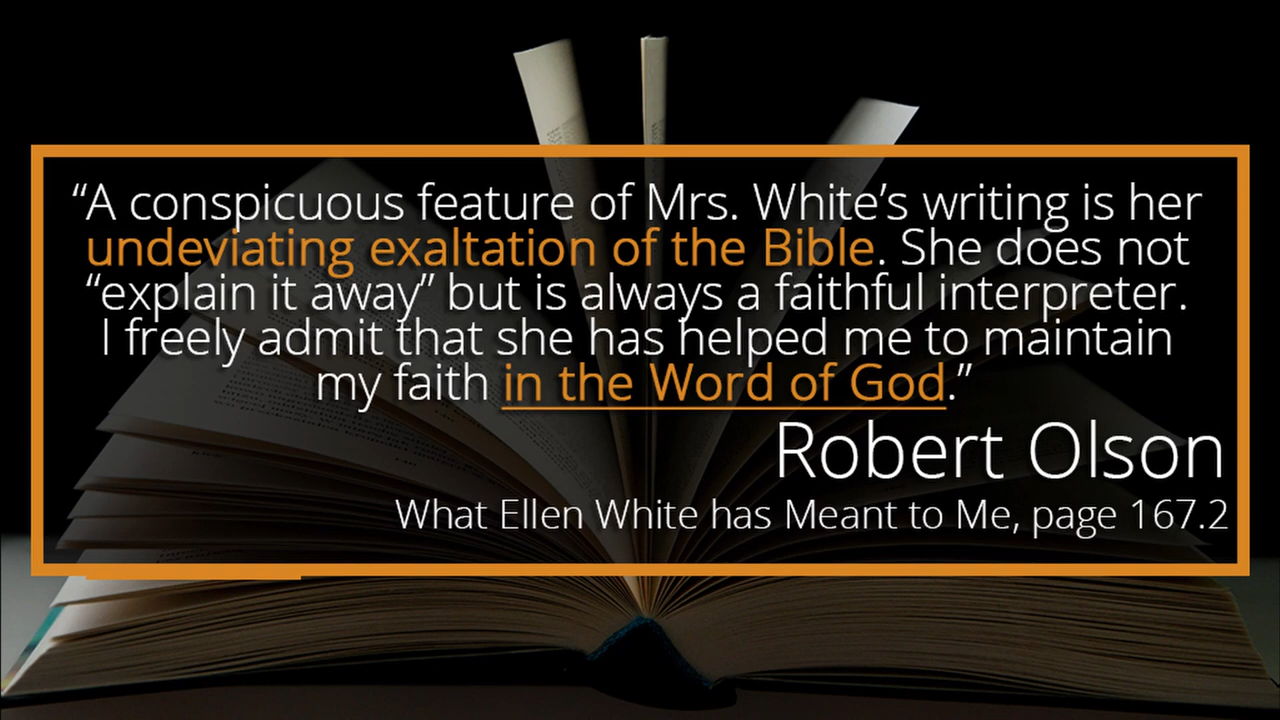 “A conspicuous feature of Mrs. White’s writing is her
undeviating exaltation of the Bible. She does not
“explain it away” but is always a faithful interpreter.
I freely admit that she has helped me to maintain
my faith in the Word of God.”
Robert Olson
What Ellen White has Meant to Me, page 167.2